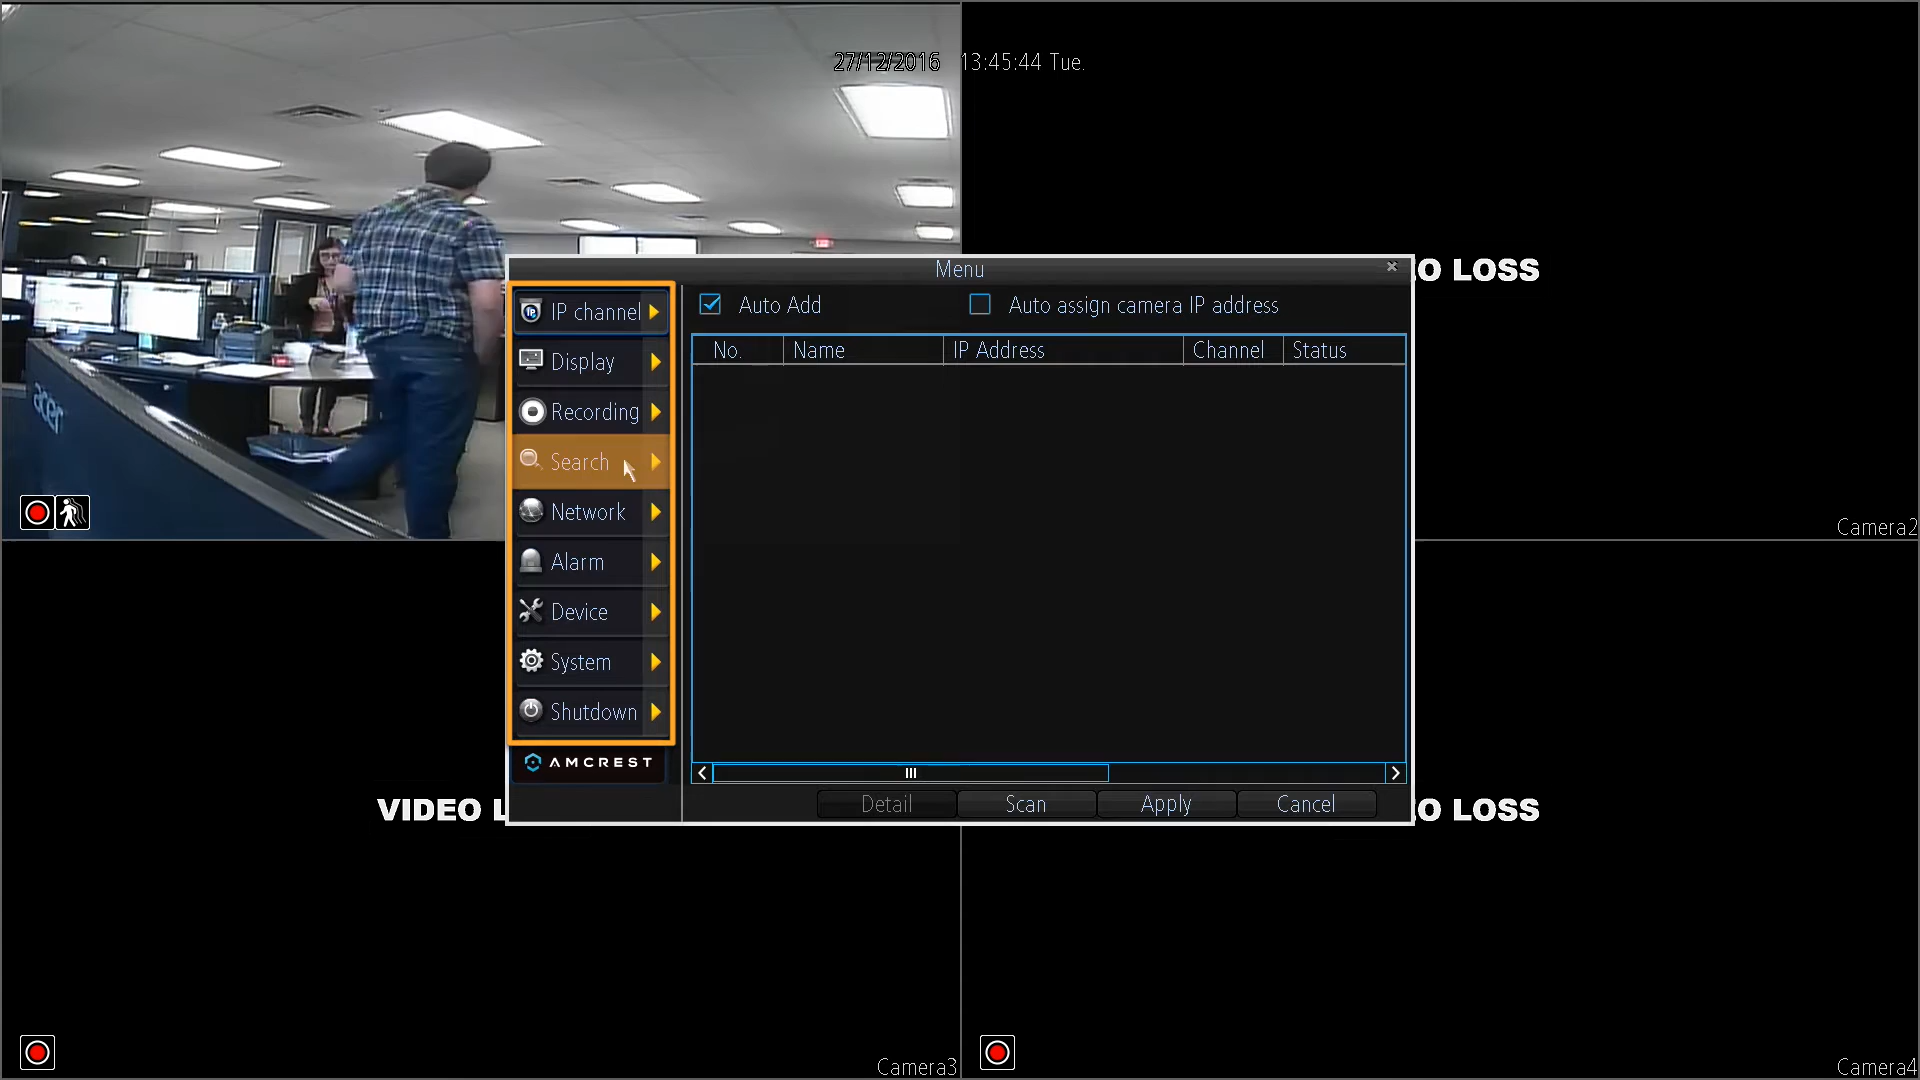 27/12/2016 13:45:44 Tue.
acer
Menu
IP channel
Display
Recording
Search
Network
Alarm
Device
System
Shutdown
AMCREST
Auto Add
Auto assign camera IP address
No. Name IP Address Channel Status
Detail Scan Apply Cancel
O LOSS
Camera2
VIDEO L
O LOSS
Camera3
Camera4